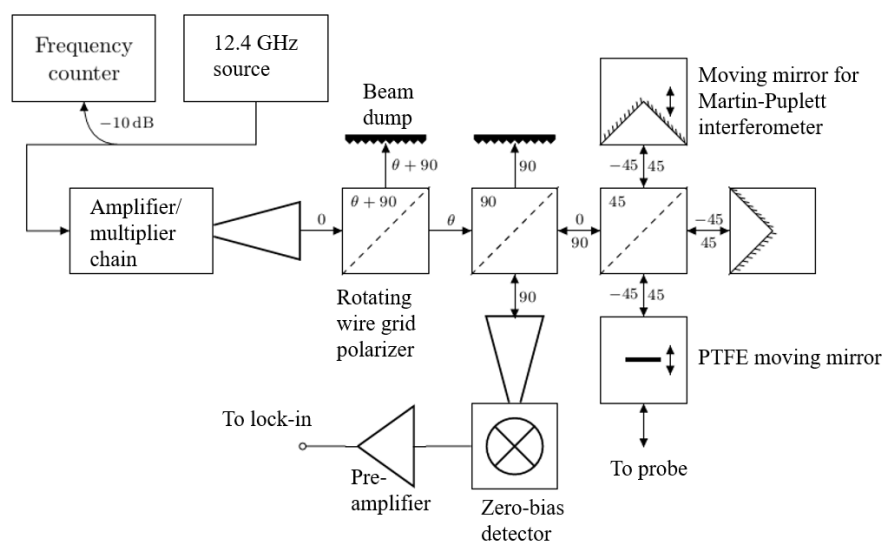 Frequency
counter
12.4 GHz
source
−10 dB
Beam
dump
Moving mirror for
Martin-Puplett
interferometer
θ + 90
90
−45 45
Amplifier/
multiplier
chain
0
θ + 90
θ
90
0
90
45
−45
45
Rotating
wire grid
polarizer
90
−45 45
PTFE moving mirror
To lock-in
Pre-
amplifier
Zero-bias
detector
To probe